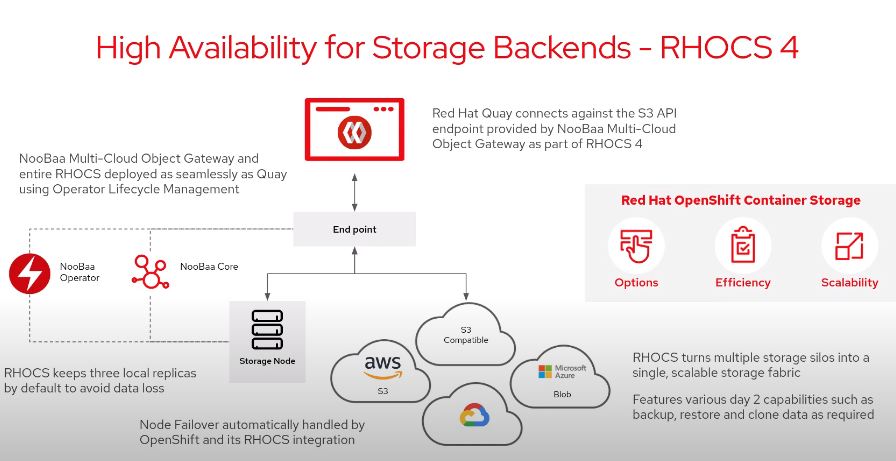 High Availability for Storage Backends - RHOCS 4
Red Hat Quay connects against the S3 API
endpoint provided by NooBaa Multi-Cloud
Object Gateway as part of RHOCS 4
NooBaa Multi-Cloud Object Gateway and
entire RHOCS deployed as seamlessly as Quay
using Operator Lifecycle Management
Red Hat OpenShift Container Storage
Options
Efficiency
Scalability
End point
NooBaa
Operator
NooBaa Core
Storage Node
S3
Compatible
aws
S3
Microsoft
Azure
Blob
RHOCS keeps three local replicas
by default to avoid data loss
RHOCS turns multiple storage silos into a
single, scalable storage fabric
Features various day 2 capabilities such as
backup, restore and clone data as required
Node Failover automatically handled by
OpenShift and its RHOCS integration